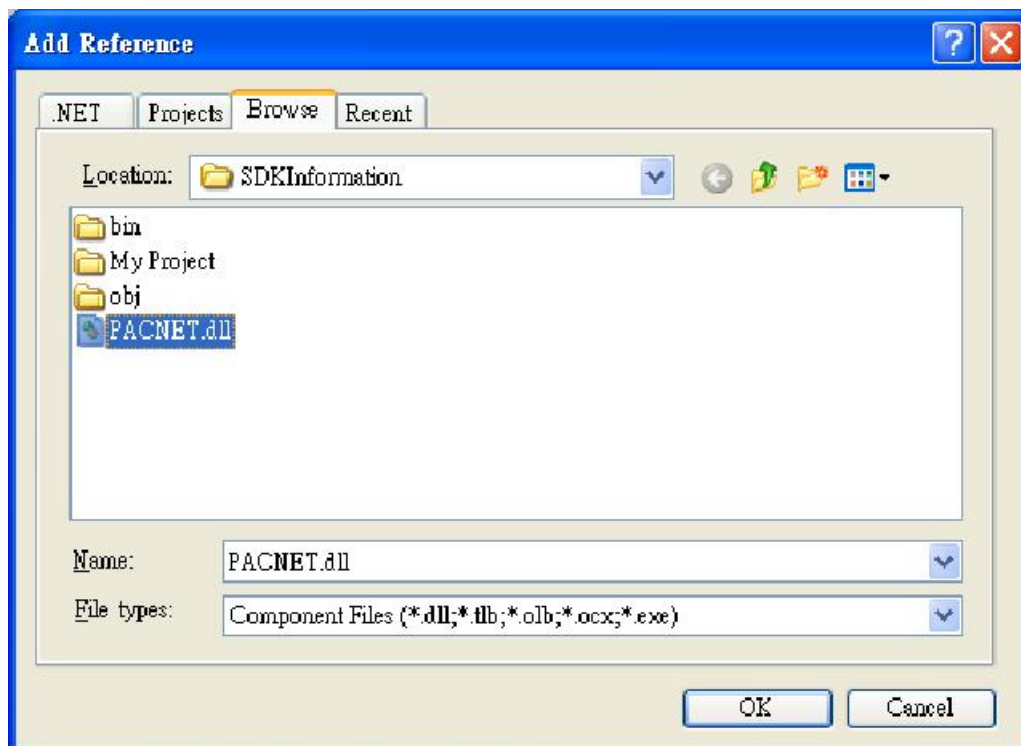 Add Reference
.NET Projects Browse Recent
Location: SDKInformation
bin
My Project
obj
PACNET.dll
Name: PACNET.dll
File types: Component Files (*.dll;*.tlb;*.olb;*.ocx;*.exe)
OK Cancel